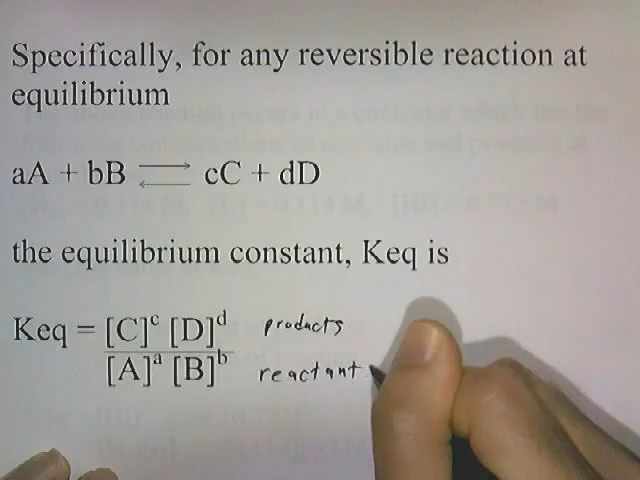 Specifically, for any reversible reaction at
equilibrium
aA + bB ⇌ cC + dD
the equilibrium constant, Keq is
Keq = [C]ᶜ [D]ᵈ products
[A]ᵃ [B]ᵇ reactant